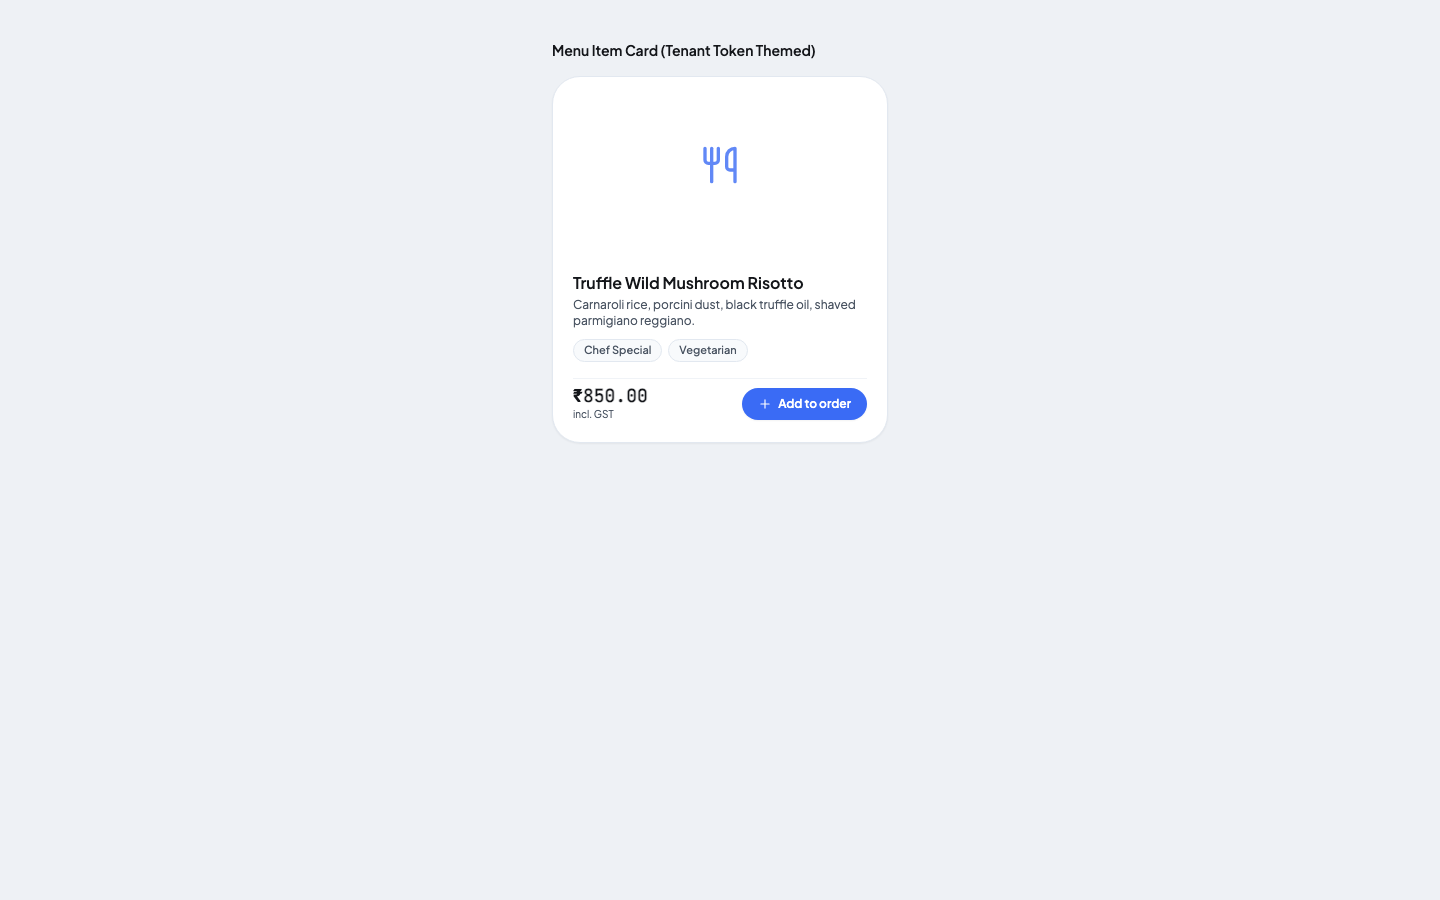 Menu Item Card (Tenant Token Themed)
Truffle Wild Mushroom Risotto
Carnaroli rice, porcini dust, black truffle oil, shaved
parmigiano reggiano.
Chef Special
Vegetarian
₹850.00
incl. GST
Add to order